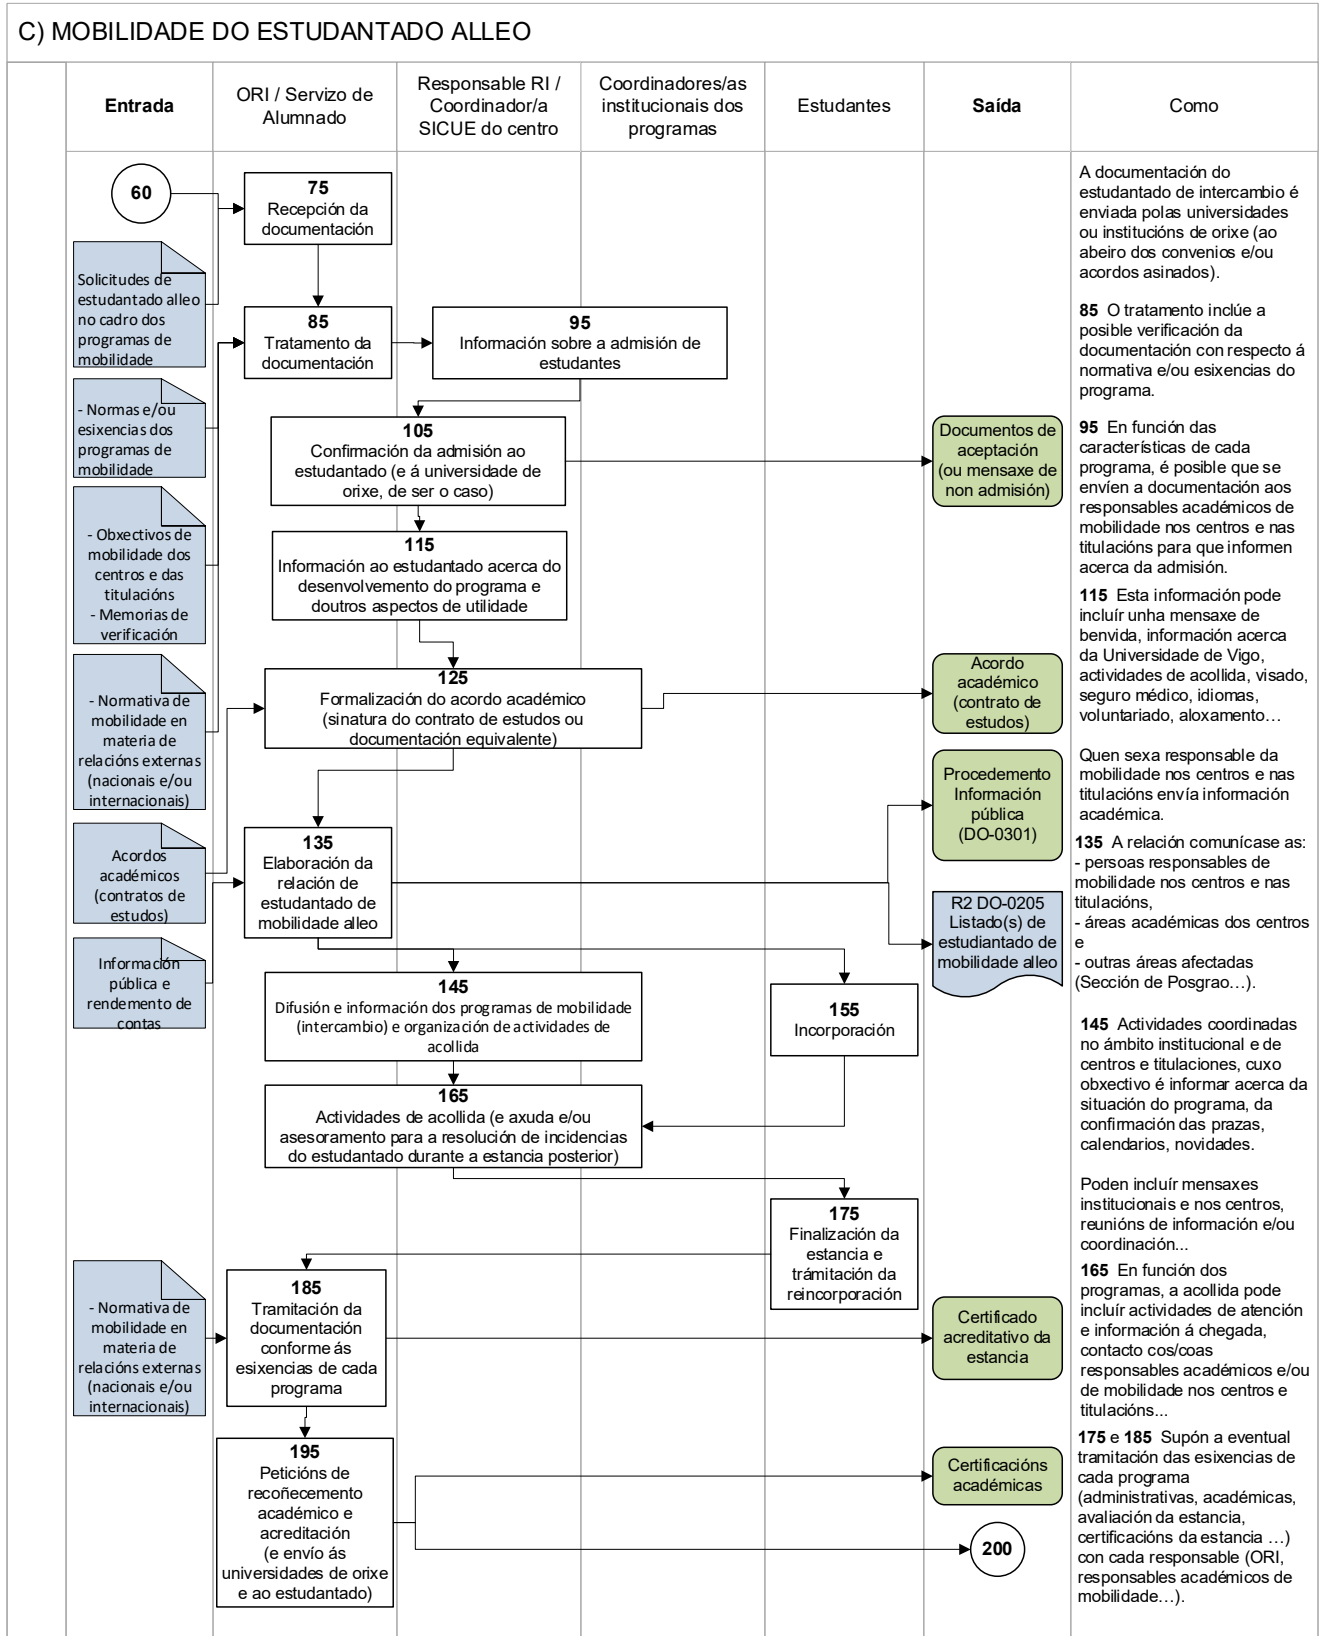 C) MOBILIDADE DO ESTUDANTADO ALLEO
Entrada
ORI / Servizo de
Alumnado
Responsable RI /
Coordinador/a
SICUE do centro
Coordinadores/as
institucionais dos
programas
Estudantes
Saída
Como
60
Solicitudes de
estudantado alleo
no cadro dos
programas de
mobilidade
- Normas e/ou
esixencias dos
programas de
mobilidade
- Obxectivos de
mobilidade dos
centros e das
titulacións
- Memorias de
verificación
- Normativa de
mobilidade en
materia de
relacións externas
(nacionais e/ou
internacionais)
Acordos
académicos
(contratos de
estudos)
Información
pública e
rendemento de
contas
- Normativa de
mobilidade en
materia de
relacións externas
(nacionais e/ou
internacionais)
75
Recepción da
documentación
85
Tratamento da
documentación
95
Información sobre a admisión de
estudantes
105
Confirmación da admisión ao
estudantado (e á universidade de
orixe, de ser o caso)
115
Información ao estudantado acerca do
desenvolvemento do programa e
doutros aspectos de utilidade
125
Formalización do acordo académico
(sinatura do contrato de estudos ou
documentación equivalente)
135
Elaboración da
relación de
estudantado de
mobilidade alleo
145
Difusión e información dos programas de mobilidade
(intercambio) e organización de actividades de
acollida
155
Incorporación
165
Actividades de acollida (e axuda e/ou
asesoramento para a resolución de incidencias
do estudantado durante a estancia posterior)
175
Finalización da
estancia e
trámitación da
reincorporación
185
Tramitación da
documentación
conforme ás
esixencias de cada
programa
195
Peticións de
recoñecemento
académico e
acreditación
(e envío ás
universidades de orixe
e ao estudantado)
Documentos de
aceptación
(ou mensaxe de
non admisión)
Acordo
académico
(contrato de
estudos)
Procedemento
Información
pública
(DO-0301)
R2 DO-0205
Listado(s) de
estudiantado de
mobilidade alleo
Certificado
acreditativo da
estancia
Certificacións
académicas
200
A documentación do
estudantado de intercambio é
enviada polas universidades
ou institucións de orixe (ao
abeiro dos convenios e/ou
acordos asinados).
85 O tratamento inclúe a
posible verificación da
documentación con respecto á
normativa e/ou esixencias do
programa.
95 En función das
características de cada
programa, é posible que se
envíen a documentación aos
responsables académicos de
mobilidade nos centros e nas
titulacións para que informen
acerca da admisión.
115 Esta información pode
incluír unha mensaxe de
benvida, información acerca
da Universidade de Vigo,
actividades de acollida, visado,
seguro médico, idiomas,
voluntariado, aloxamento…
Quen sexa responsable da
mobilidade nos centros e nas
titulacións envía información
académica.
135 A relación comunícase as:
- persoas responsables de
mobilidade nos centros e nas
titulacións,
- áreas académicas dos centros
e
- outras áreas afectadas
(Sección de Posgrao…).
145 Actividades coordinadas
no ámbito institucional e de
centros e titulaciones, cuxo
obxectivo é informar acerca da
situación do programa, da
confirmación das prazas,
calendarios, novidades.
Poden incluír mensaxes
institucionais e nos centros,
reunións de información e/ou
coordinación...
165 En función dos
programas, a acollida pode
incluír actividades de atención
e información á chegada,
contacto cos/coas
responsables académicos e/ou
de mobilidade nos centros e
titulacións...
175 e 185 Supón a eventual
tramitación das esixencias de
cada programa
(administrativas, académicas,
avaliación da estancia,
certificacións da estancia …)
con cada responsable (ORI,
responsables académicos de
mobilidade…).